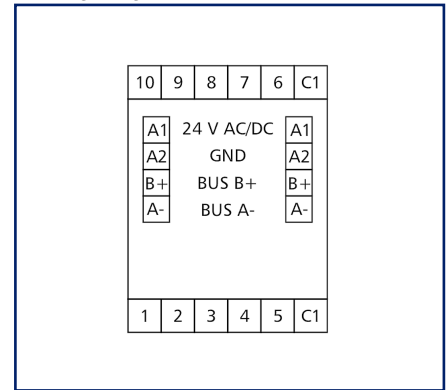 10 9 8 7 6 C1
A1 24 V AC/DC A1
A2 GND A2
B+ BUS B+ B+
A- BUS A- A-
1 2 3 4 5 C1